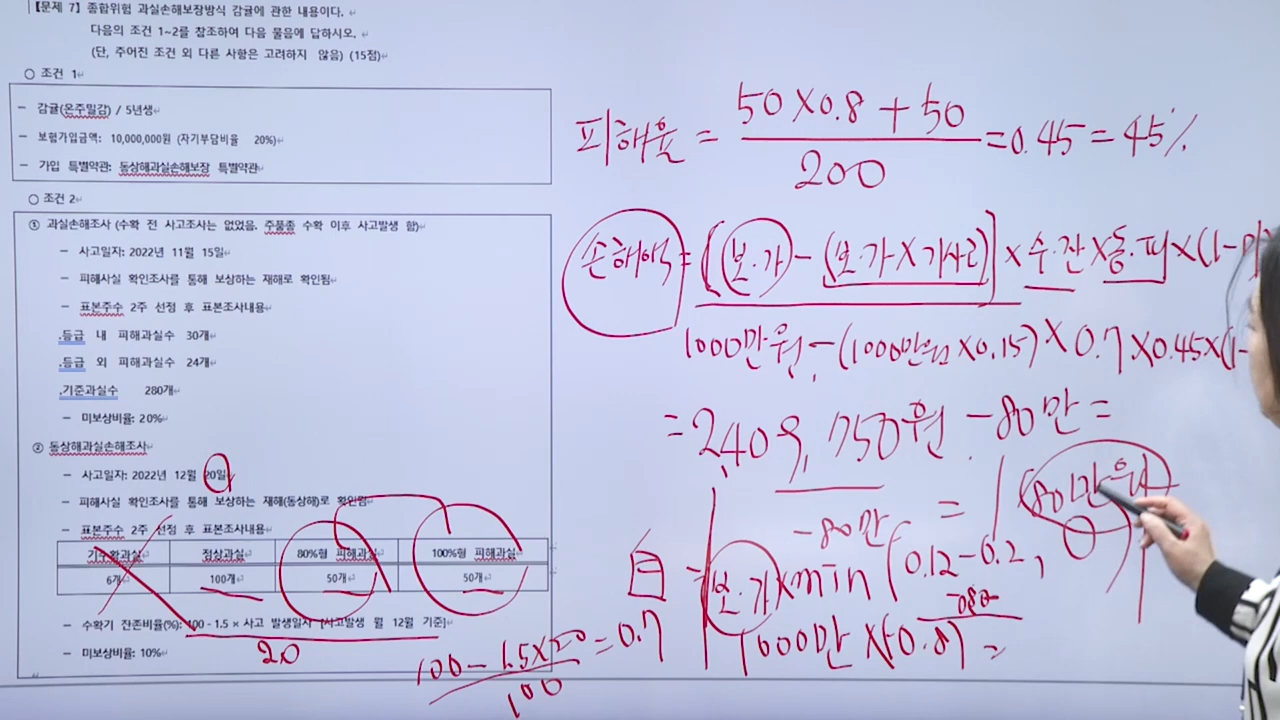 【문제 7】 종합위험 과실손해보장방식 감귤에 관한 내용이다.
다음의 조건 1~2를 참조하여 다음 물음에 답하시오.
(단, 주어진 조건 외 다른 사항은 고려하지 않음) (15점)
○ 조건 1
- 감귤(온주밀감) / 5년생
- 보험가입금액: 10,000,000원 (자기부담비율 20%)
- 가입 특별약관: 동상해과실손해보장 특별약관
○ 조건 2
① 과실손해조사 (수확 전 사고조사는 없었음. 주품종 수확 이후 사고발생 함)
- 사고일자: 2022년 11월 15일
- 피해사실 확인조사를 통해 보상하는 재해로 확인됨
- 표본주수 2주 선정 후 표본조사내용
.등급 내 피해과실수 30개
.등급 외 피해과실수 24개
.기준과실수 280개
- 미보상비율: 20%
② 동상해과실손해조사
- 사고일자: 2022년 12월 20일
- 피해사실 확인조사를 통해 보상하는 재해(동상해)로 확인됨
- 표본주수 2주 선정 후 표본조사내용
기수확과실 정상과실 80%형 피해과실 100%형 피해과실
6개 100개 50개 50개
- 수확기 잔존비율(%): 100 - 1.5 × 사고 발생일자 [사고발생 월 12월 기준]
- 미보상비율: 10%
20
100 - 1.5×20 = 0.7
100
피해율 = 50×0.8 + 50 = 0.45 = 45%
200
손해액 = [보·가 - (보·가×기사고)] × 수·잔 × 동·피 × (1-
1000만원 - (1000만원×0.15) × 0.7 × 0.45 × (1-
= 2,409,750원 - 80만 =
-80만 = 801만원
自 = 보·가×min (0.12-0.2, 0)
-0.8
1000만 ×(0.8) =